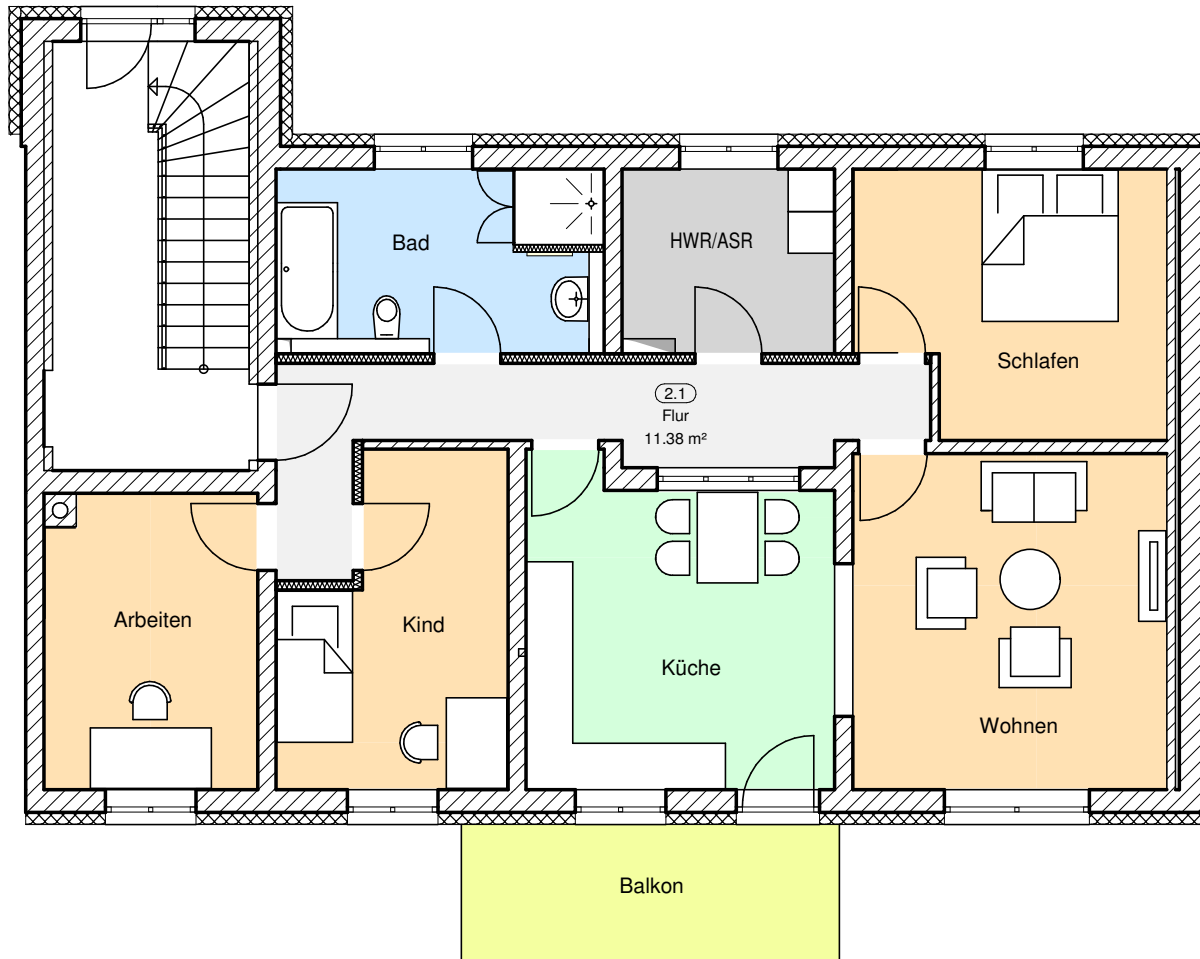 Bad
HWR/ASR
Schlafen
2.1
Flur
11.38 m²
Arbeiten
Kind
Küche
Wohnen
Balkon